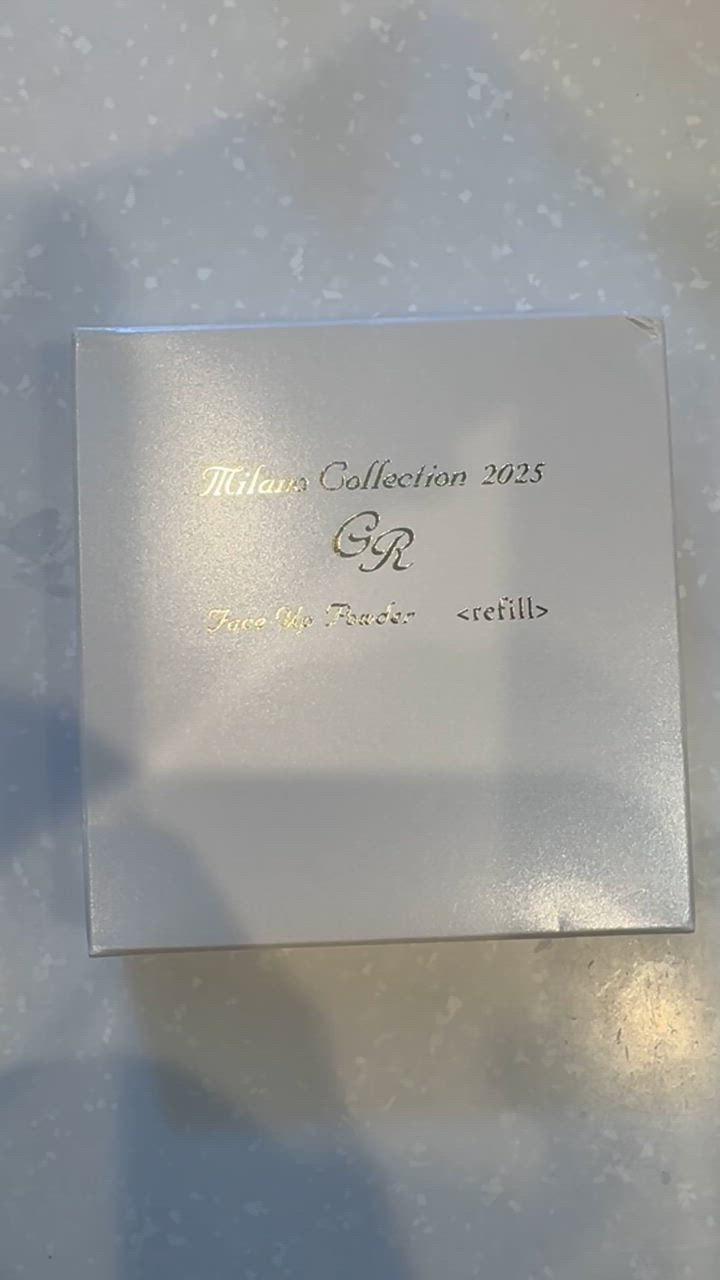 Milano Collection 2025
GR
Face Up Powder <refill>